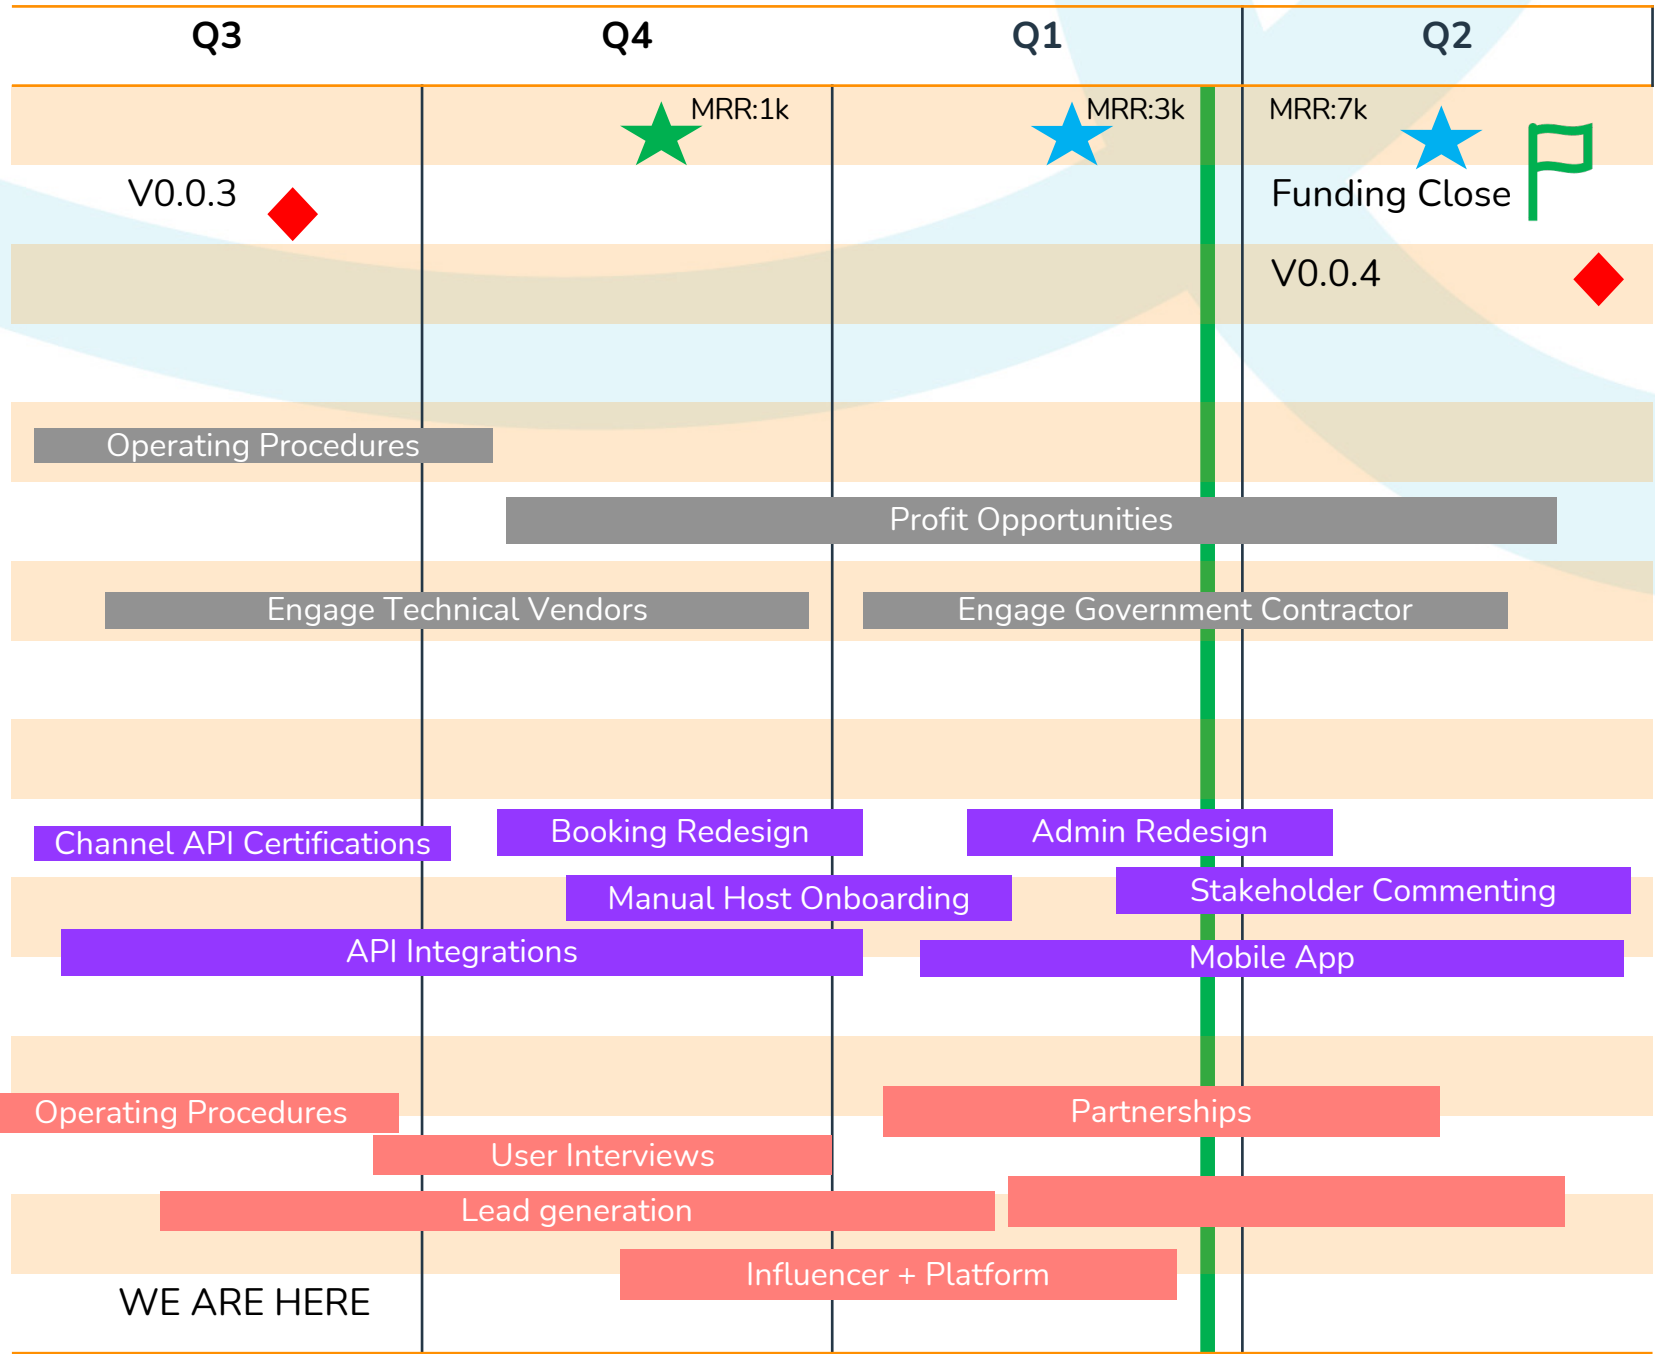 Q3
Q4
Q1
Q2
MRR:1k
MRR:3k
MRR:7k
V0.0.3
Funding Close
V0.0.4
Operating Procedures
Profit Opportunities
Engage Technical Vendors
Engage Government Contractor
Booking Redesign
Admin Redesign
Channel API Certifications
Stakeholder Commenting
Manual Host Onboarding
API Integrations
Mobile App
Operating Procedures
Partnerships
User Interviews
Lead generation
Influencer + Platform
WE ARE HERE